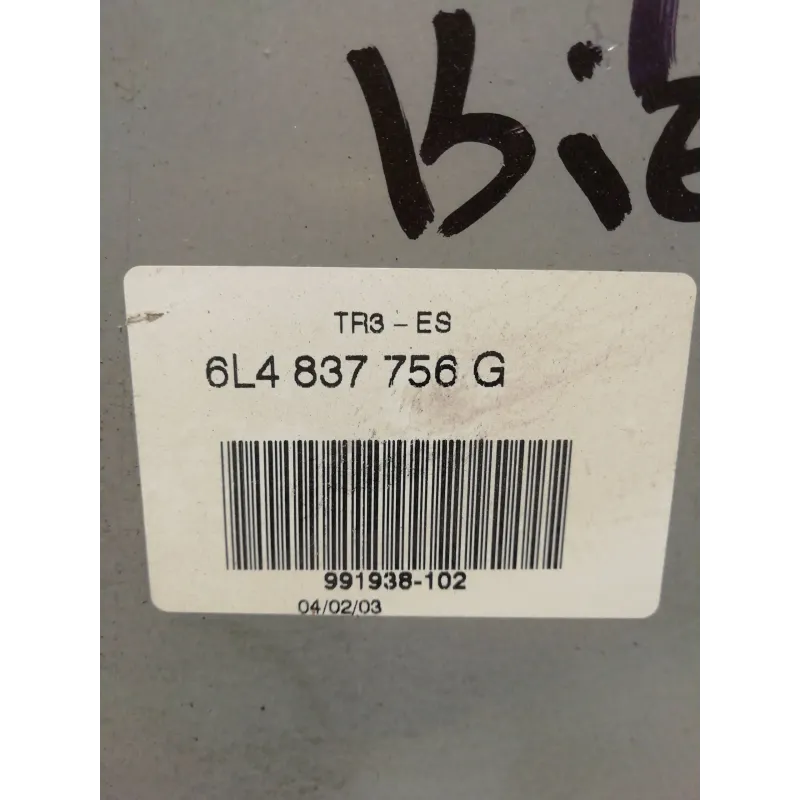 TR3 - ES
6L4 837 756 G
991938-102
04/02/03